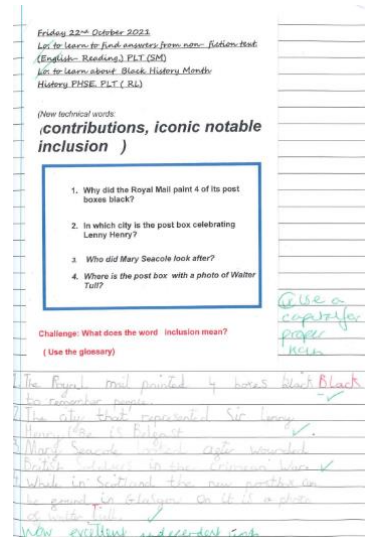 Friday 22nd October 2021
Lo: to learn to find answers from non-fiction text
(English- Reading) PLT (SM)
Lo: to learn about Black History Month
History PHSE. PLT ( RL)
(New technical words:
(contributions, iconic notable
inclusion )
1. Why did the Royal Mail paint 4 of its post
boxes black?
2. In which city is the post box celebrating
Lenny Henry?
3 Who did Mary Seacole look after?
4. Where is the post box with a photo of Walter
Tull?
Use a
capital for
proper
noun
Challenge: What does the word inclusion mean?
( Use the glossary)
1. The Royal mail painted 4 boxes black Black
to remember people.
2. The city that represented Sir Lenny
Henry is Belfast
3 Mary Seacole looked after wounded
British Soldiers in the Crimean War
While in Scotland the new postbox can
be found in Glasgow on it is a photo
of walter Tull.
Wow excellent independent